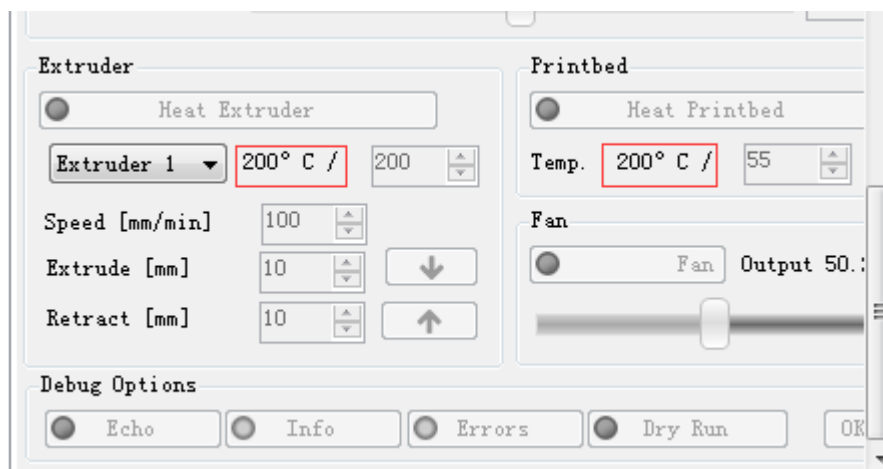 Extruder
Printbed
Heat Extruder
Heat Printbed
Extruder 1 200° C / 200
Temp. 200° C / 55
Speed [mm/min] 100
Fan
Extrude [mm] 10
Fan Output 50.
Retract [mm] 10
Debug Options
Echo Info Errors Dry Run OK